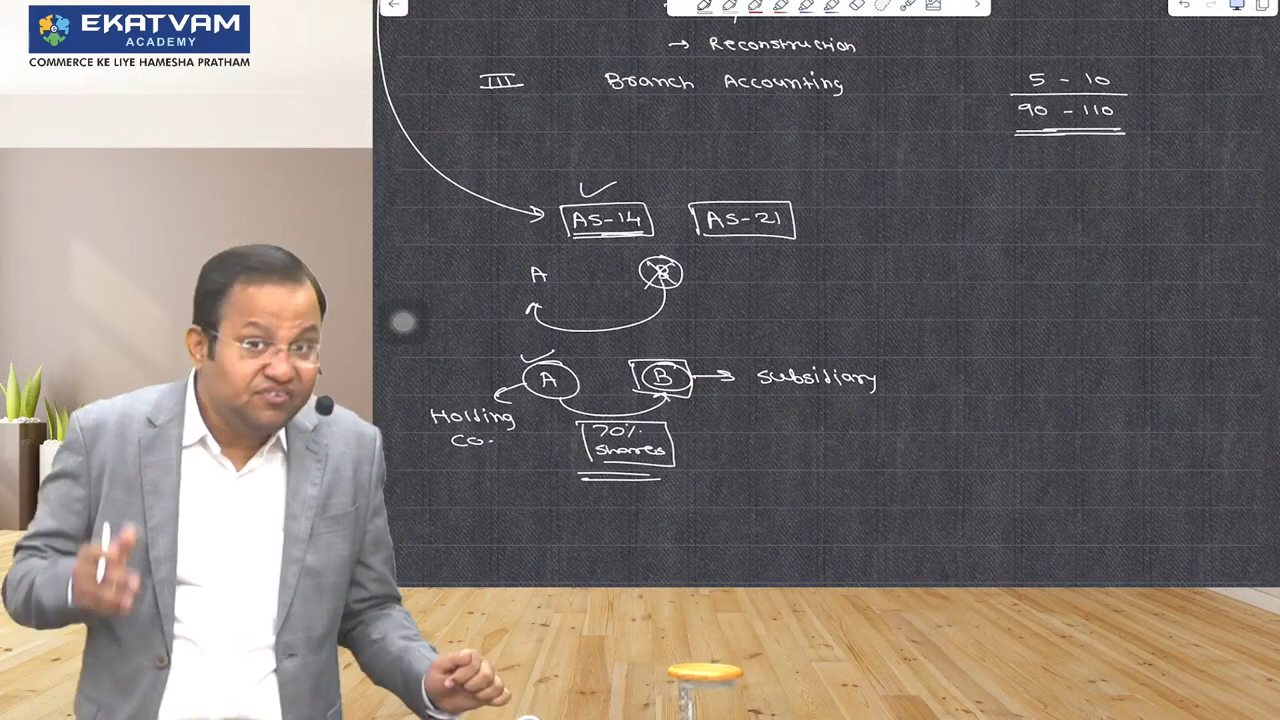 EKATVAM
ACADEMY
COMMERCE KE LIYE HAMESHA PRATHAM
→ Reconstruction
III Branch Accounting 5 - 10
90 - 110
AS-14 AS-21
A B
A B → subsidiary
Holding
Co.
70%
shares